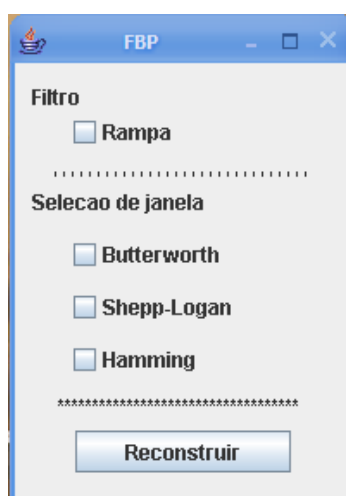 FBP
Filtro
Rampa
Selecao de janela
Butterworth
Shepp-Logan
Hamming
***********************************
Reconstruir